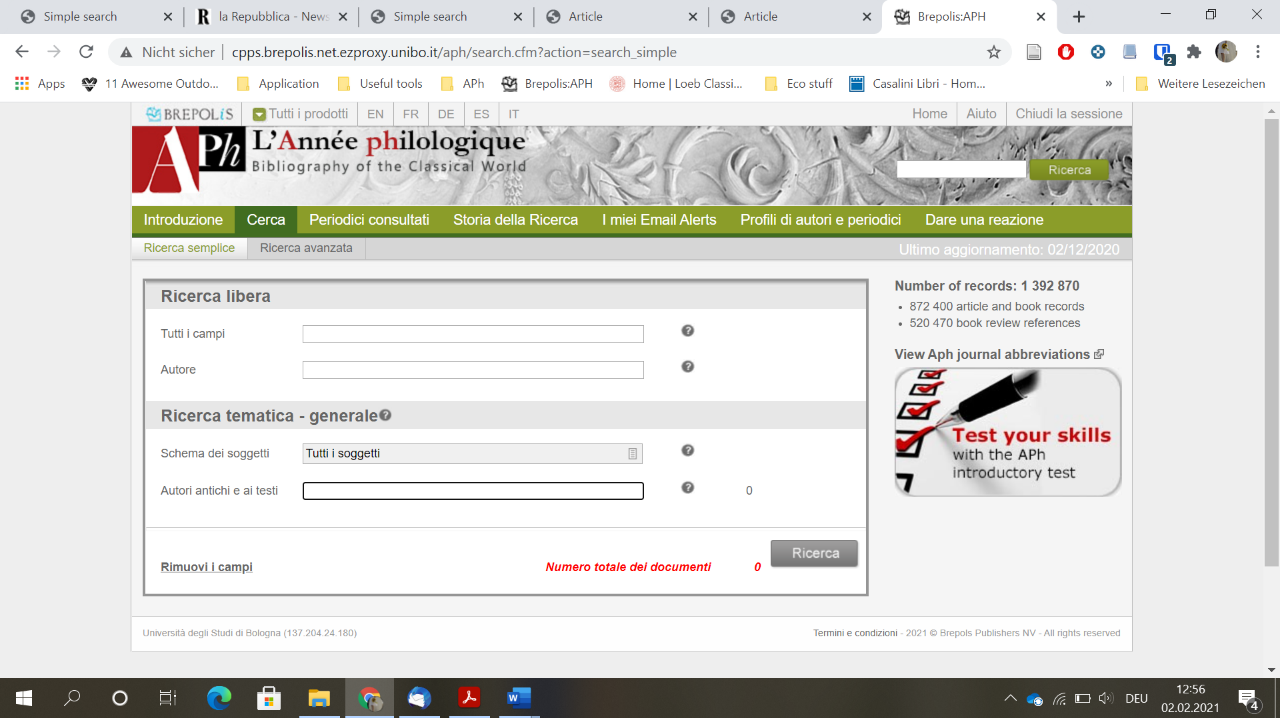 Simple search
la Repubblica - News
Simple search
Article
Article
Brepolis:APH
Nicht sicher
cpps.brepolis.net.ezproxy.unibo.it/aph/search.cfm?action=search_simple
2
Apps
11 Awesome Outdo...
Application
Useful tools
APh
Brepolis:APH
Home | Loeb Classi...
Eco stuff
Casalini Libri - Hom...
»
Weitere Lesezeichen
BREPOLiS
Tutti i prodotti
EN
FR
DE
ES
IT
Home
Aiuto
Chiudi la sessione
APh
L'Année philologique
Bibliography of the Classical World
Ricerca
Introduzione
Cerca
Periodici consultati
Storia della Ricerca
I miei Email Alerts
Profili di autori e periodici
Dare una reazione
Ricerca semplice
Ricerca avanzata
Ultimo aggiornamento: 02/12/2020
Ricerca libera
Tutti i campi
Autore
Ricerca tematica - generale
Schema dei soggetti
Tutti i soggetti
Autori antichi e ai testi
0
Rimuovi i campi
Numero totale dei documenti 0
Ricerca
Number of records: 1 392 870
• 872 400 article and book records
• 520 470 book review references
View Aph journal abbreviations
Test your skills
with the APh
introductory test
Università degli Studi di Bologna (137.204.24.180)
Termini e condizioni - 2021 © Brepols Publishers NV - All rights reserved
DEU
12:56
02.02.2021
4